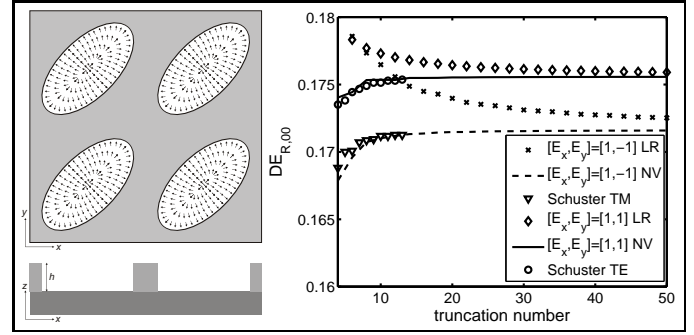 y
x
h
z
x
DE_{R,00}
0.18
0.175
0.17
0.165
0.16
10 20 30 40 50
truncation number
[E_x,E_y]=[1,−1] LR
[E_x,E_y]=[1,−1] NV
Schuster TM
[E_x,E_y]=[1,1] LR
[E_x,E_y]=[1,1] NV
Schuster TE